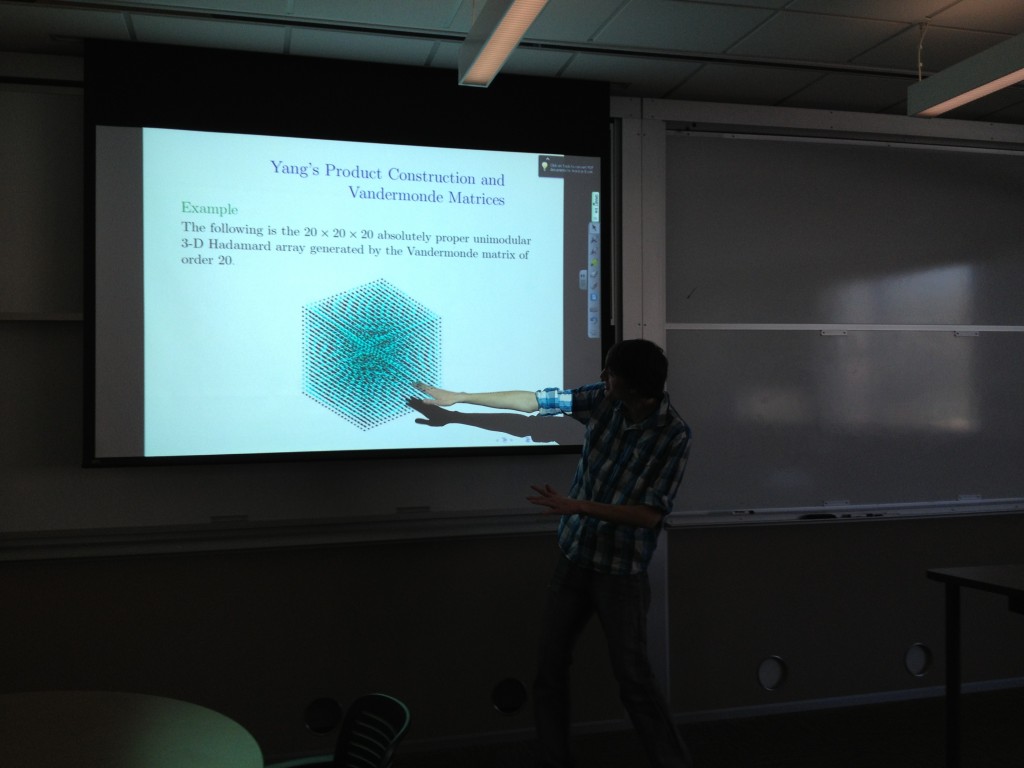 Yang's Product Construction and
Vandermonde Matrices
Example
The following is the 20 × 20 × 20 absolutely proper unimodular
3-D Hadamard array generated by the Vandermonde matrix of
order 20.